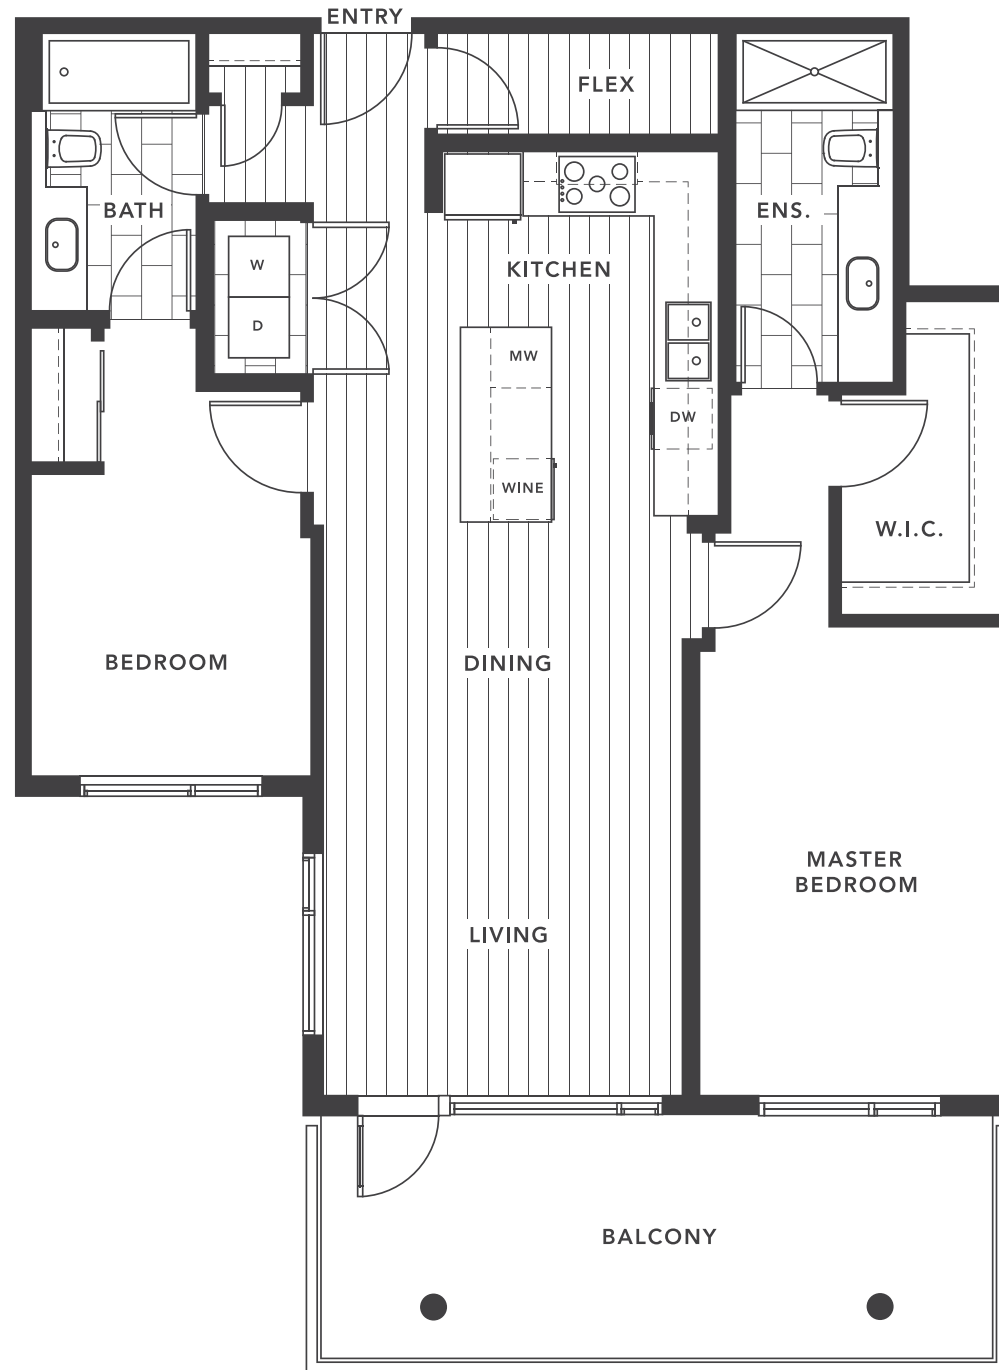 ENTRY
FLEX
BATH
ENS.
W
KITCHEN
D
MW
DW
WINE
W.I.C.
BEDROOM
DINING
MASTER
BEDROOM
LIVING
BALCONY